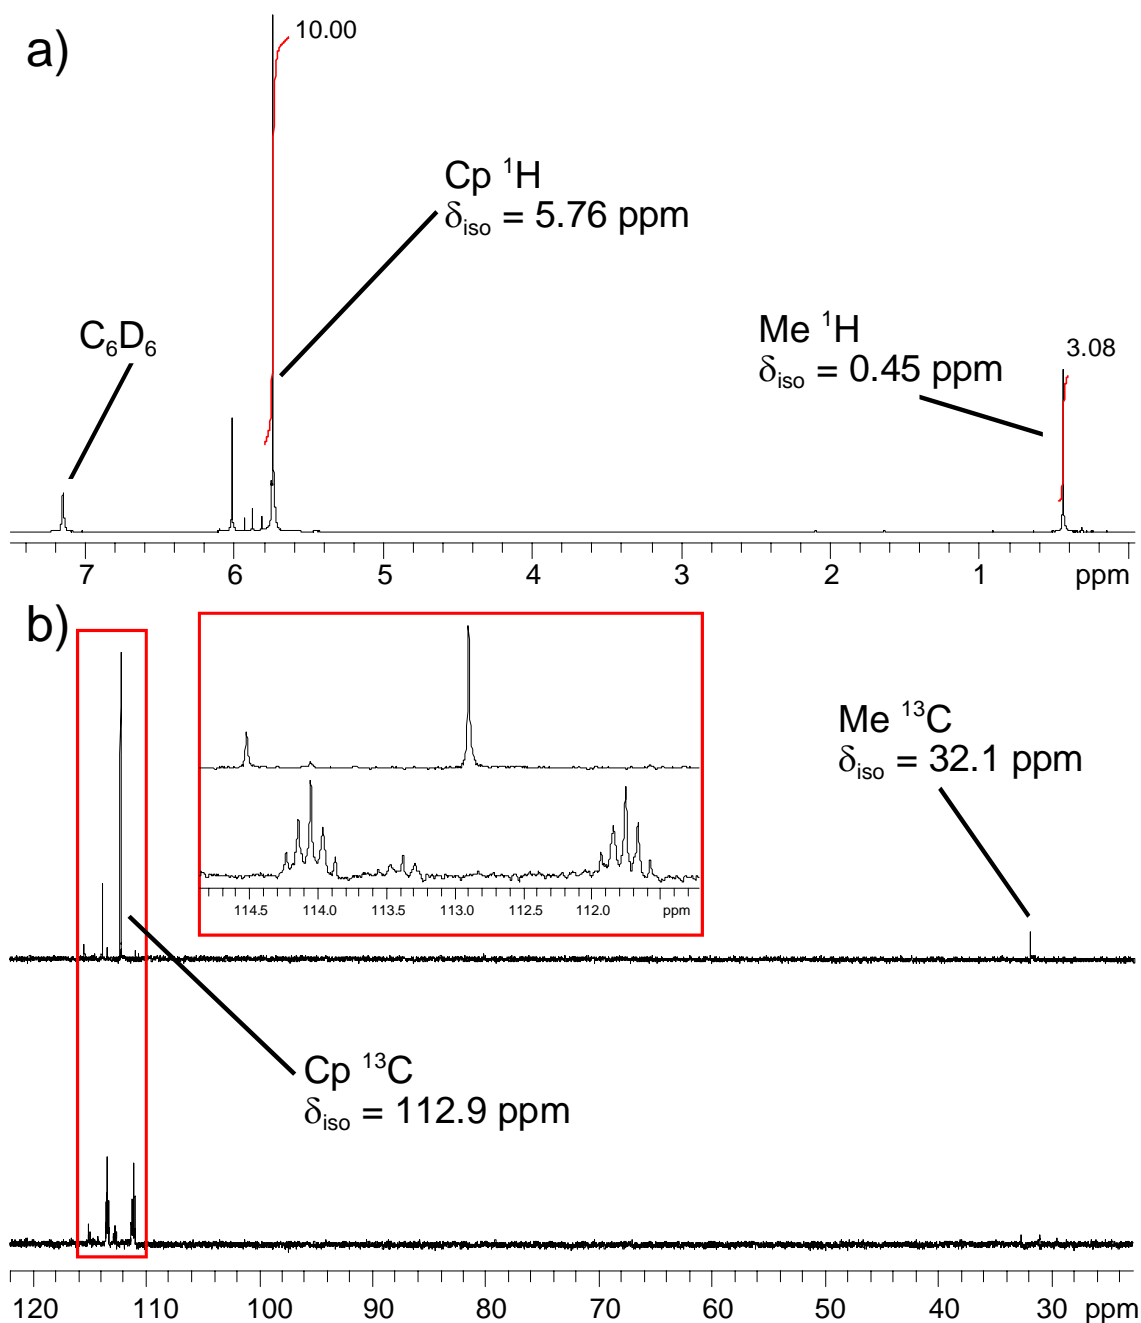 a)
10.00
Cp ¹H
δiso = 5.76 ppm
C₆D₆
Me ¹H
δiso = 0.45 ppm
3.08
7 6 5 4 3 2 1 ppm
b)
Me ¹³C
δiso = 32.1 ppm
114.5 114.0 113.5 113.0 112.5 112.0 ppm
Cp ¹³C
δiso = 112.9 ppm
120 110 100 90 80 70 60 50 40 30 ppm